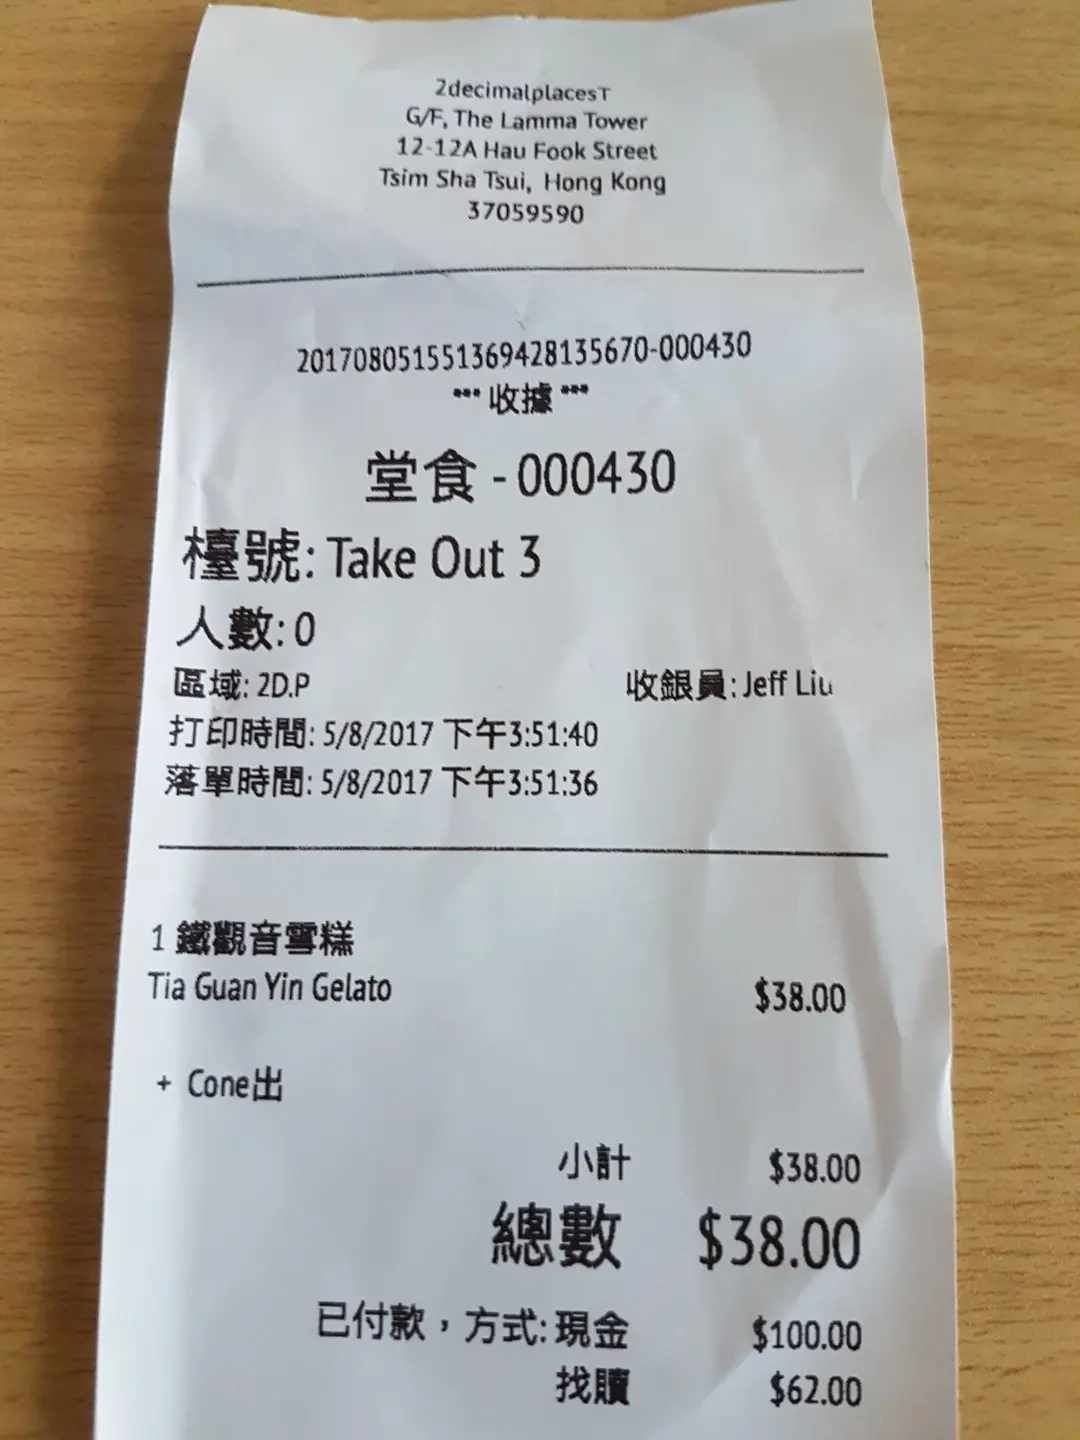 2decimalplacesT
G/F, The Lamma Tower
12-12A Hau Fook Street
Tsim Sha Tsui, Hong Kong
37059590
201708051551369428135670-000430
*** 收據 ***
堂食 - 000430
檯號: Take Out 3
人數: 0
區域: 2D.P 收銀員: Jeff Liu
打印時間: 5/8/2017 下午3:51:40
落單時間: 5/8/2017 下午3:51:36
1 鐵觀音雪糕
Tia Guan Yin Gelato $38.00
+ Cone出
小計 $38.00
總數 $38.00
已付款，方式: 現金 $100.00
找贖 $62.00